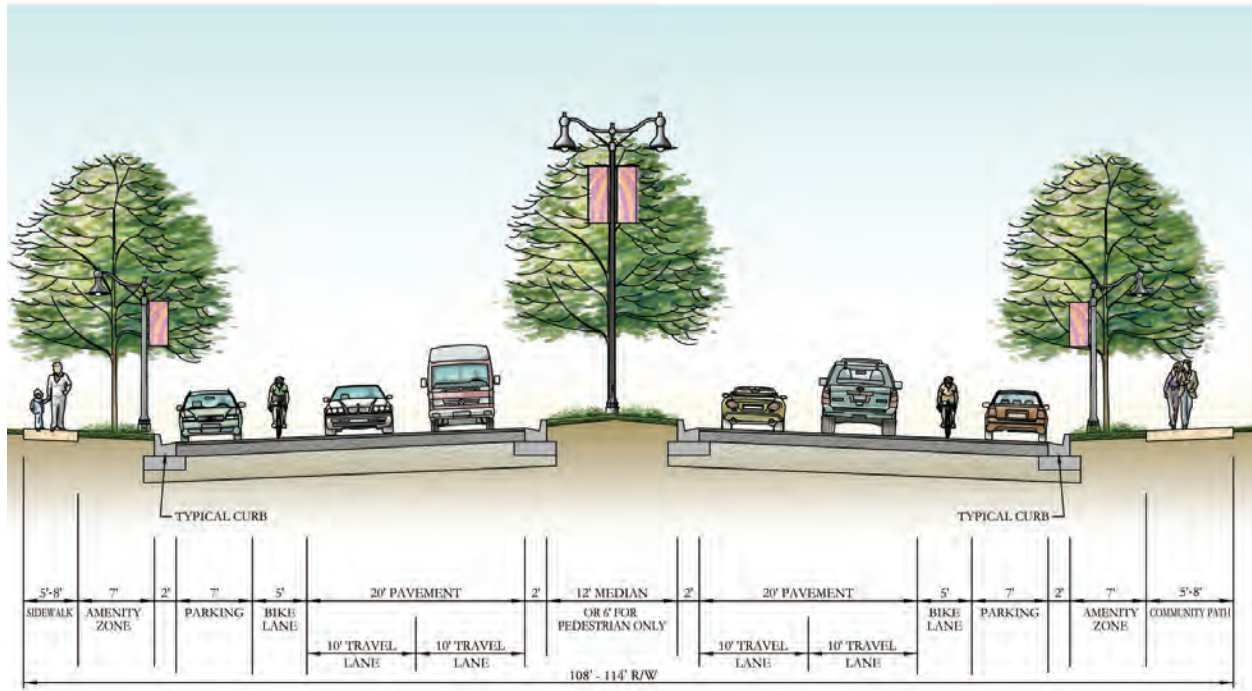 TYPICAL CURB
TYPICAL CURB
5'-8'
7'
2'
7'
5'
20' PAVEMENT
2'
12' MEDIAN
2'
20' PAVEMENT
5'
7'
2'
7'
5'-8'
SIDEWALK
AMENITY
ZONE
PARKING
BIKE
LANE
OR 6' FOR
PEDESTRIAN ONLY
BIKE
LANE
PARKING
AMENITY
ZONE
COMMUNITY PATH
10' TRAVEL
LANE
10' TRAVEL
LANE
10' TRAVEL
LANE
10' TRAVEL
LANE
108' - 114' R/W